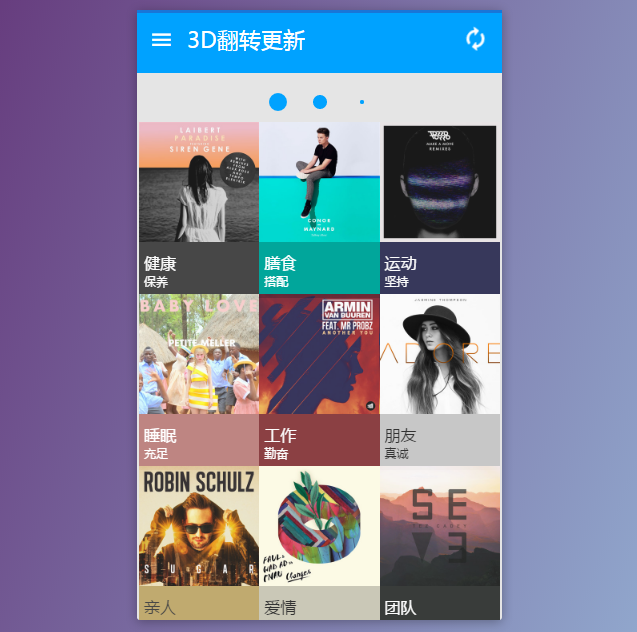 3D翻转更新
LAIBERT
PARADISE
SIREN GENE
CONOR
MAYNARD
MAKE A NOISE
REMIXES
健康
保养
膳食
搭配
运动
坚持
BABY LOVE
PETITE MELLER
ARMIN
VAN BUUREN
FEAT. MR PROBZ
ANOTHER YOU
JASMINE THOMPSON
ADORE
睡眠
充足
工作
勤奋
朋友
真诚
ROBIN SCHULZ
SUGAR
Changes
SE
VE
亲人
爱情
团队